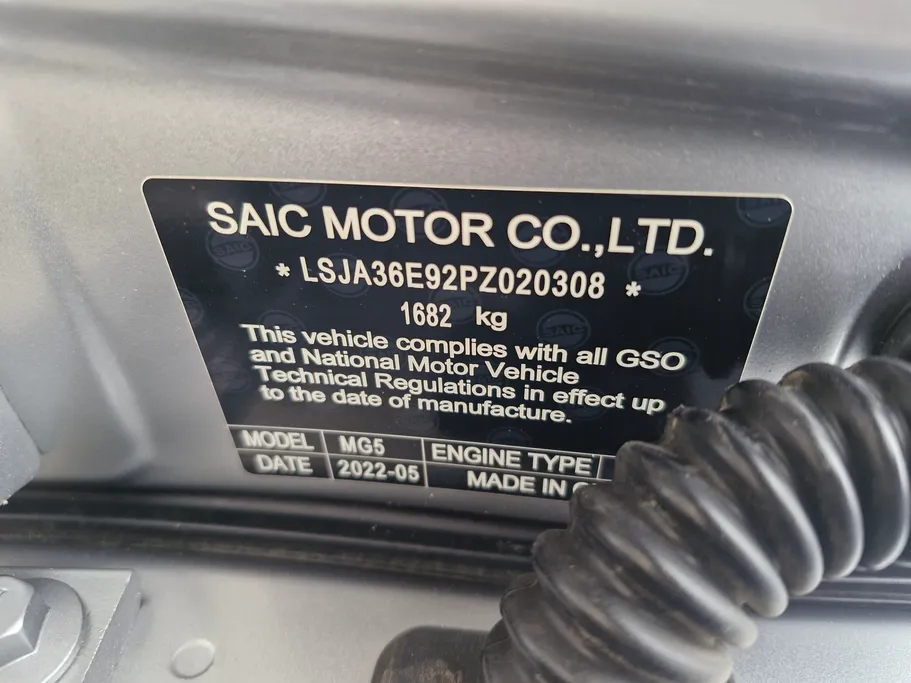 SAIC MOTOR CO.,LTD.
* LSJA36E92PZ020308 *
1682 kg
This vehicle complies with all GSO
and National Motor Vehicle
Technical Regulations in effect up
to the date of manufacture.
MODEL MG5 ENGINE TYPE
DATE 2022-05 MADE IN